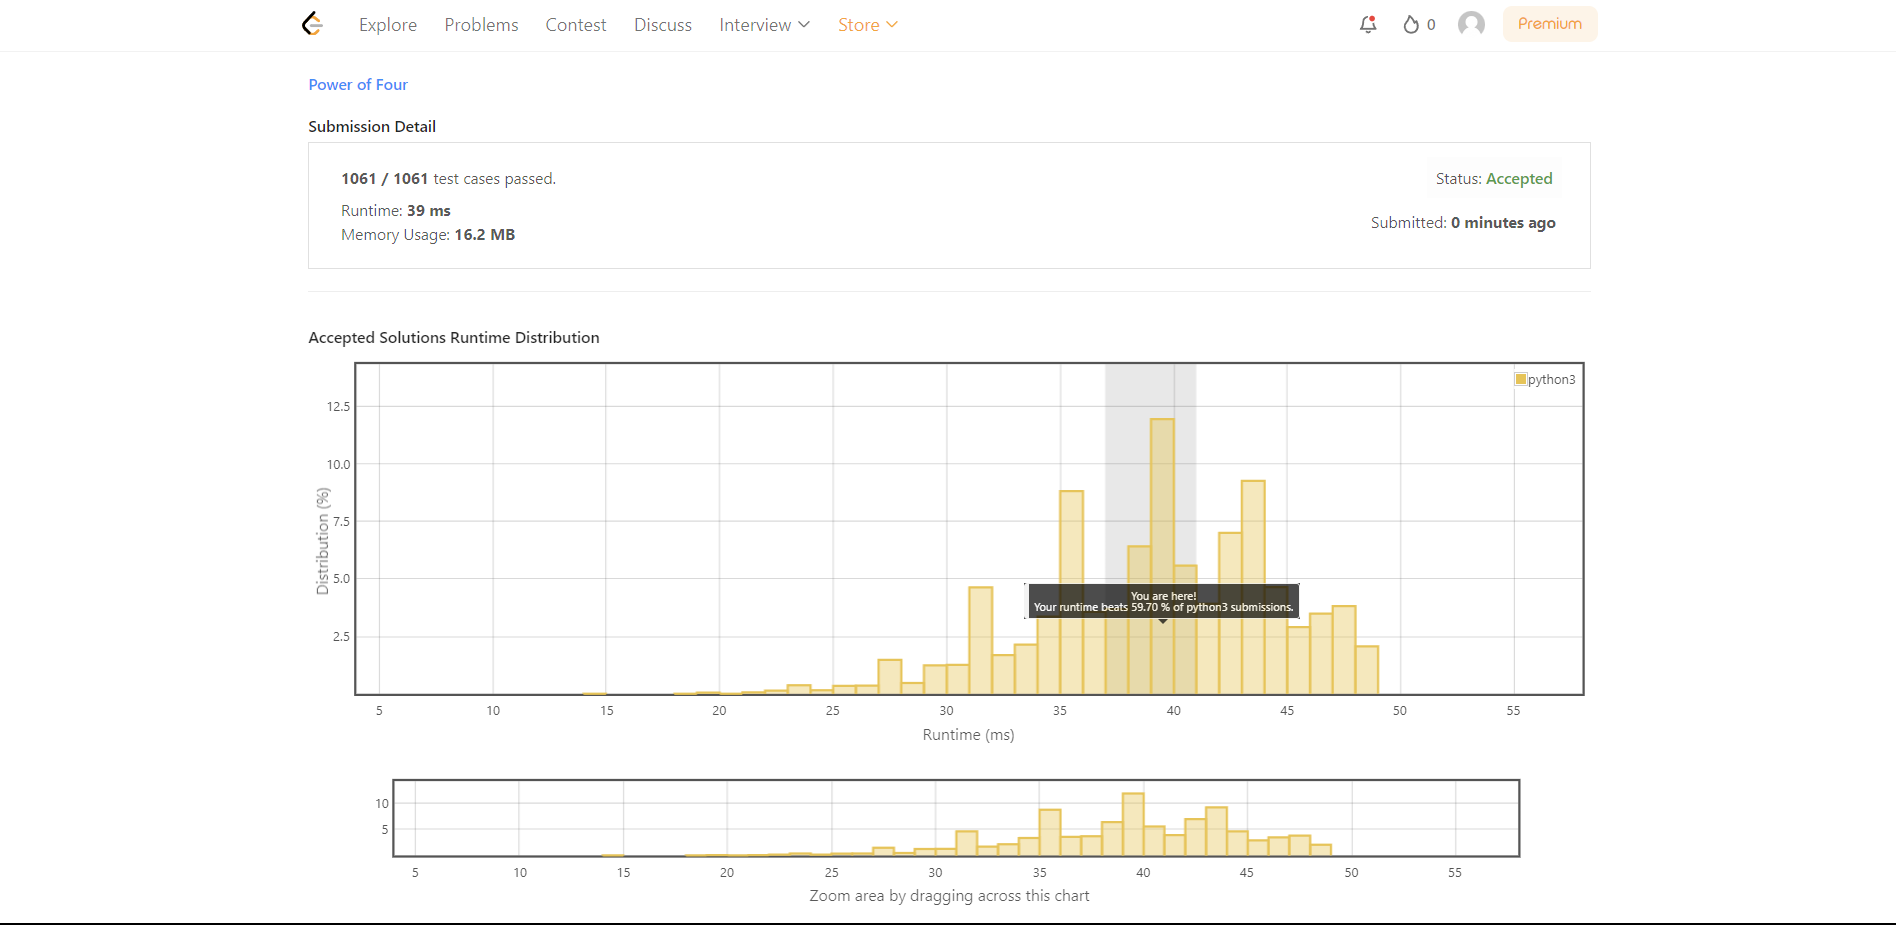 Explore Problems Contest Discuss Interview Store 0 Premium
Power of Four
Submission Detail
1061 / 1061 test cases passed.
Status: Accepted
Runtime: 39 ms
Submitted: 0 minutes ago
Memory Usage: 16.2 MB
Accepted Solutions Runtime Distribution
python3
12.5
10.0
7.5
5.0
2.5
Distribution (%)
You are here!
Your runtime beats 59.70 % of python3 submissions.
5 10 15 20 25 30 35 40 45 50 55
Runtime (ms)
10
5
5 10 15 20 25 30 35 40 45 50 55
Zoom area by dragging across this chart